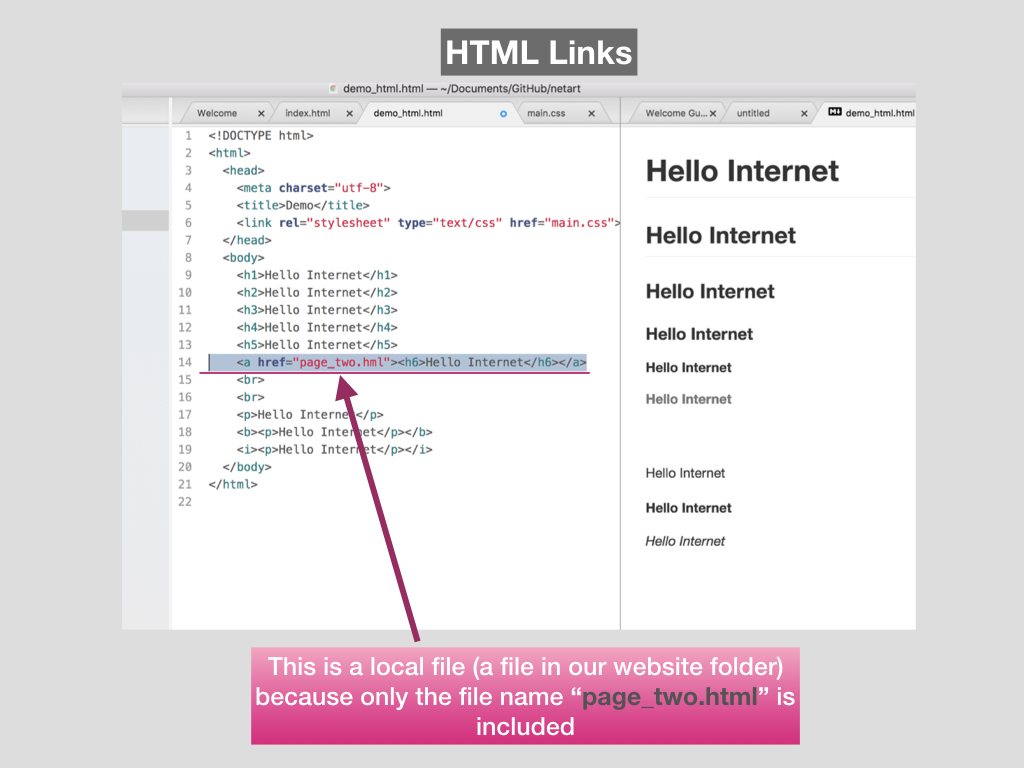 HTML Links
demo_html.html — ~/Documents/GitHub/netart
Welcome × index.html × demo_html.html main.css × Welcome Gu... × untitled × demo_html.html
1 <!DOCTYPE html>
2 <html>
3 <head>
4 <meta charset="utf-8">
5 <title>Demo</title>
6 <link rel="stylesheet" type="text/css" href="main.css">
7 </head>
8 <body>
9 <h1>Hello Internet</h1>
10 <h2>Hello Internet</h2>
11 <h3>Hello Internet</h3>
12 <h4>Hello Internet</h4>
13 <h5>Hello Internet</h5>
14 <a href="page_two.hml"><h6>Hello Internet</h6></a>
15 <br>
16 <br>
17 <p>Hello Internet</p>
18 <b><p>Hello Internet</p></b>
19 <i><p>Hello Internet</p></i>
20 </body>
21 </html>
22
Hello Internet
Hello Internet
Hello Internet
Hello Internet
Hello Internet
Hello Internet
Hello Internet
Hello Internet
Hello Internet
This is a local file (a file in our website folder)
because only the file name “page_two.html” is
included